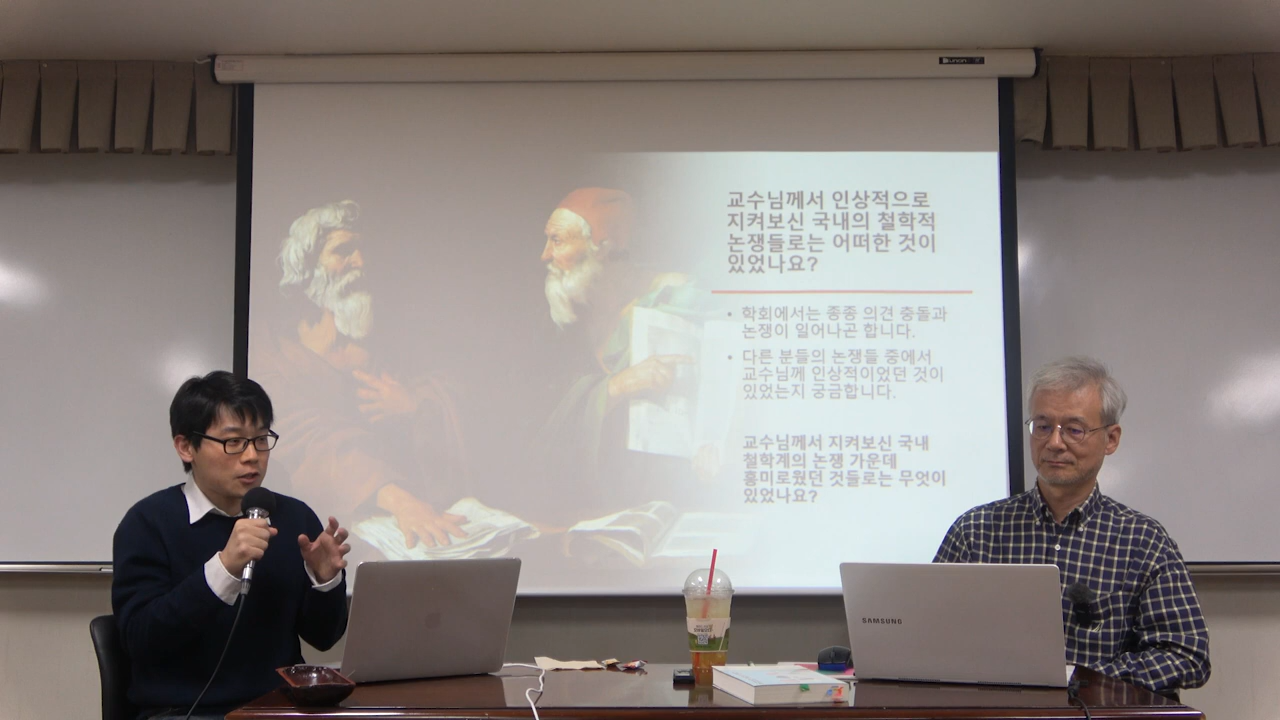 교수님께서 인상적으로
지켜보신 국내의 철학적
논쟁들로는 어떠한 것이
있었나요?
• 학회에서는 종종 의견 충돌과
논쟁이 일어나곤 합니다.
• 다른 분들의 논쟁들 중에서
교수님께 인상적이었던 것이
있었는지 궁금합니다.
교수님께서 지켜보신 국내
철학계의 논쟁 가운데
흥미로웠던 것들로는 무엇이
있었나요?
SAMSUNG